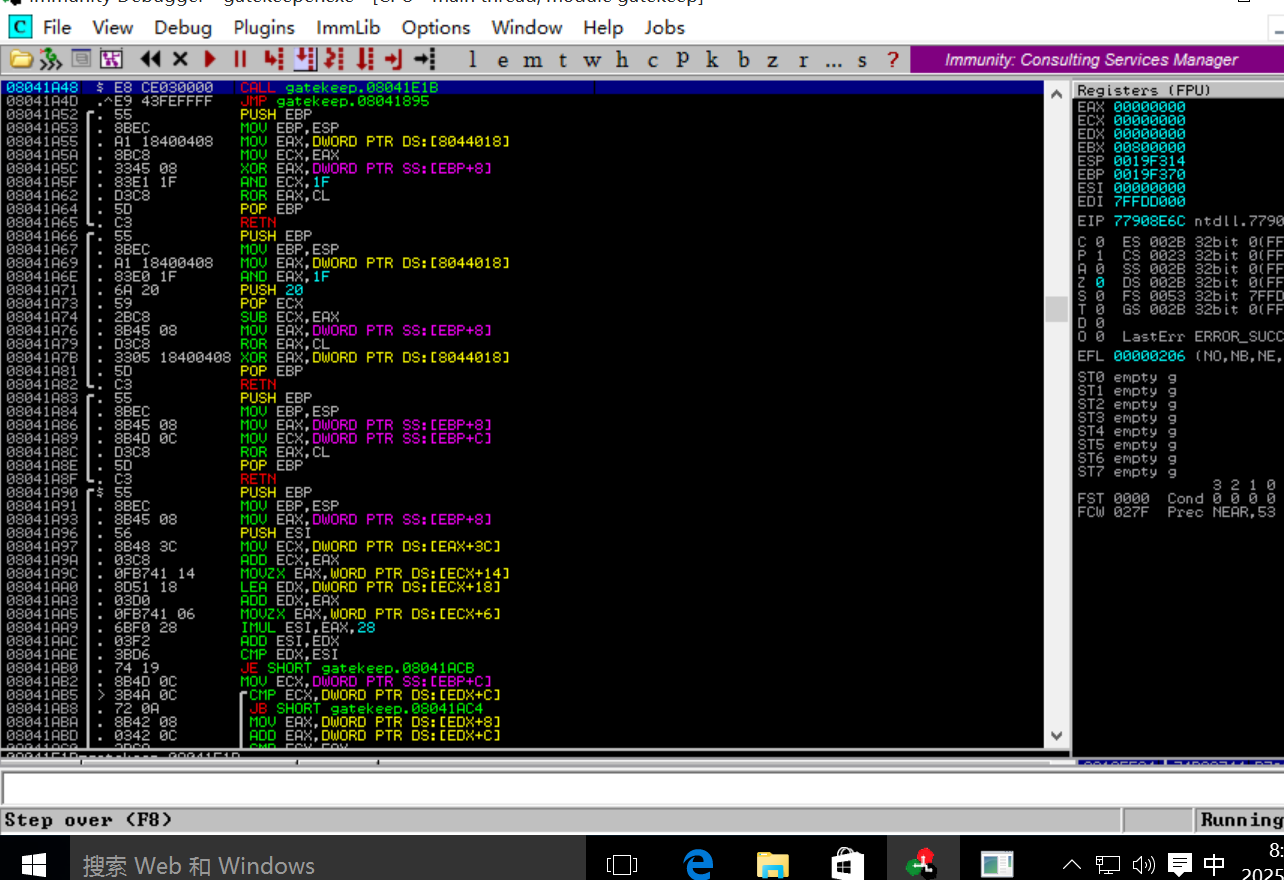 File View Debug Plugins ImmLib Options Window Help Jobs
l e m t w h c P k b z r ... s ?
Immunity: Consulting Services Manager
08041A48 $ E8 CE030000 CALL gatekeep.08041E1B
08041A4D .^E9 43FEFFFF JMP gatekeep.08041895
08041A52 . 55 PUSH EBP
08041A53 . 8BEC MOV EBP,ESP
08041A55 . A1 18400408 MOV EAX,DWORD PTR DS:[8044018]
08041A5A . 8BC8 MOV ECX,EAX
08041A5C . 3345 08 XOR EAX,DWORD PTR SS:[EBP+8]
08041A5F . 83E1 1F AND ECX,1F
08041A62 . D3C8 ROR EAX,CL
08041A64 . 5D POP EBP
08041A65 . C3 RETN
08041A66 . 55 PUSH EBP
08041A67 . 8BEC MOV EBP,ESP
08041A69 . A1 18400408 MOV EAX,DWORD PTR DS:[8044018]
08041A6E . 83E0 1F AND EAX,1F
08041A71 . 6A 20 PUSH 20
08041A73 . 59 POP ECX
08041A74 . 2BC8 SUB ECX,EAX
08041A76 . 8B45 08 MOV EAX,DWORD PTR SS:[EBP+8]
08041A79 . D3C8 ROR EAX,CL
08041A7B . 3305 18400408 XOR EAX,DWORD PTR DS:[8044018]
08041A81 . 5D POP EBP
08041A82 . C3 RETN
08041A83 . 55 PUSH EBP
08041A84 . 8BEC MOV EBP,ESP
08041A86 . 8B45 08 MOV EAX,DWORD PTR SS:[EBP+8]
08041A89 . 8B4D 0C MOV ECX,DWORD PTR SS:[EBP+C]
08041A8C . D3C8 ROR EAX,CL
08041A8E . 5D POP EBP
08041A8F . C3 RETN
08041A90 $ 55 PUSH EBP
08041A91 . 8BEC MOV EBP,ESP
08041A93 . 8B45 08 MOV EAX,DWORD PTR SS:[EBP+8]
08041A96 . 56 PUSH ESI
08041A97 . 8B48 3C MOV ECX,DWORD PTR DS:[EAX+3C]
08041A9A . 03C8 ADD ECX,EAX
08041A9C . 0FB741 14 MOVZX EAX,WORD PTR DS:[ECX+14]
08041AA0 . 8D51 18 LEA EDX,DWORD PTR DS:[ECX+18]
08041AA3 . 03D0 ADD EDX,EAX
08041AA5 . 0FB741 06 MOVZX EAX,WORD PTR DS:[ECX+6]
08041AA9 . 6BF0 28 IMUL ESI,EAX,28
08041AAC . 03F2 ADD ESI,EDX
08041AAE . 3BD6 CMP EDX,ESI
08041AB0 . 74 19 JE SHORT gatekeep.08041ACB
08041AB2 . 8B4D 0C MOV ECX,DWORD PTR SS:[EBP+C]
08041AB5 > 3B4A 0C CMP ECX,DWORD PTR DS:[EDX+C]
08041AB8 . 72 0A JB SHORT gatekeep.08041AC4
08041ABA . 8B42 08 MOV EAX,DWORD PTR DS:[EDX+8]
08041ABD . 0342 0C ADD EAX,DWORD PTR DS:[EDX+C]
Registers (FPU)
EAX 00000000
ECX 00000000
EDX 00000000
EBX 00800000
ESP 0019F314
EBP 0019F370
ESI 00000000
EDI 7FFDD000
EIP 77908E6C ntdll.7790
C 0 ES 002B 32bit 0(FF
P 1 CS 0023 32bit 0(FF
A 0 SS 002B 32bit 0(FF
Z 0 DS 002B 32bit 0(FF
S 0 FS 0053 32bit 7FFD
T 0 GS 002B 32bit 0(FF
D 0
O 0 LastErr ERROR_SUCC
EFL 00000206 (NO,NB,NE,
ST0 empty g
ST1 empty g
ST2 empty g
ST3 empty g
ST4 empty g
ST5 empty g
ST6 empty g
ST7 empty g
3 2 1 0
FST 0000 Cond 0 0 0 0
FCW 027F Prec NEAR,53
Step over (F8)
Running
搜索 Web 和 Windows
中
8:
2025